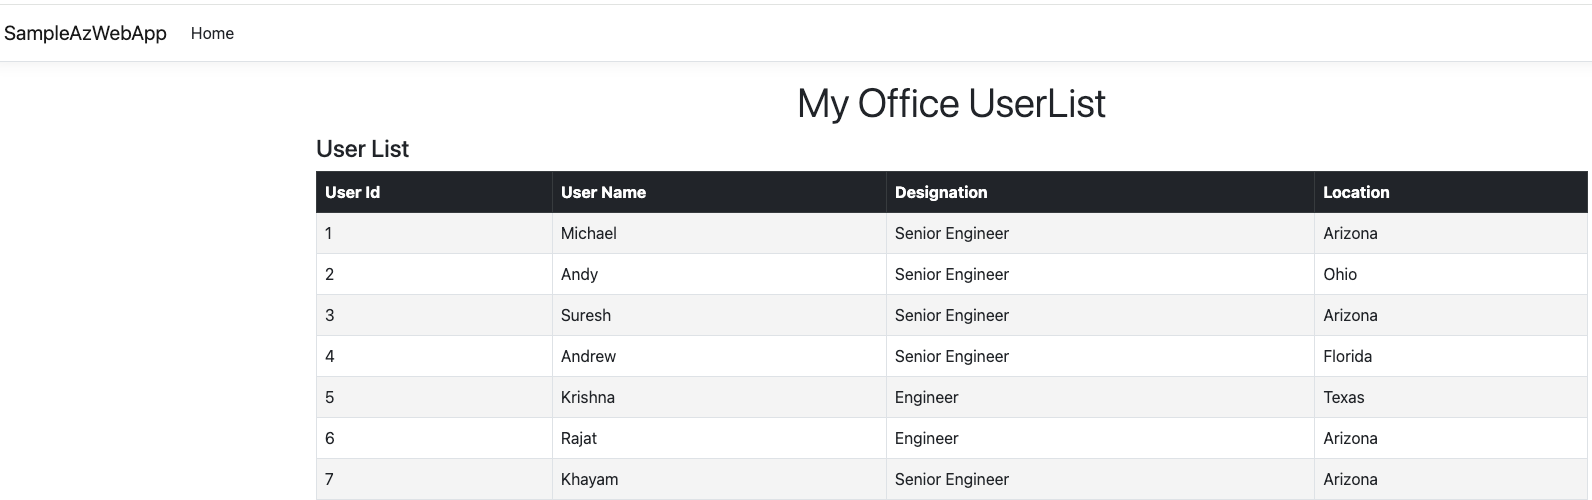 SampleAzWebApp Home
My Office UserList
User List
User Id User Name Designation Location
1 Michael Senior Engineer Arizona
2 Andy Senior Engineer Ohio
3 Suresh Senior Engineer Arizona
4 Andrew Senior Engineer Florida
5 Krishna Engineer Texas
6 Rajat Engineer Arizona
7 Khayam Senior Engineer Arizona